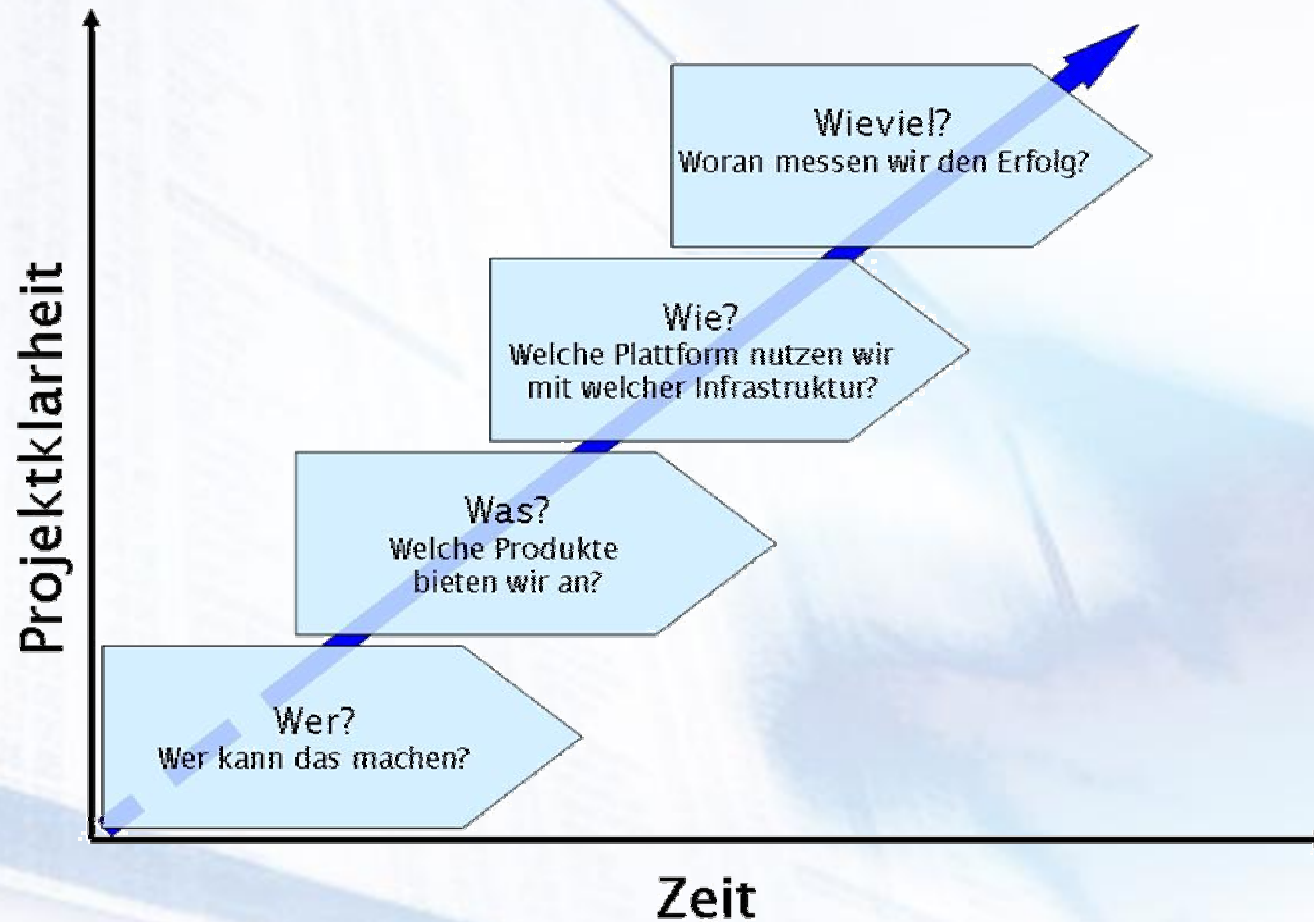 Projektklarheit
Wieviel?
Woran messen wir den Erfolg?
Wie?
Welche Plattform nutzen wir
mit welcher Infrastruktur?
Was?
Welche Produkte
bieten wir an?
Wer?
Wer kann das machen?
Zeit